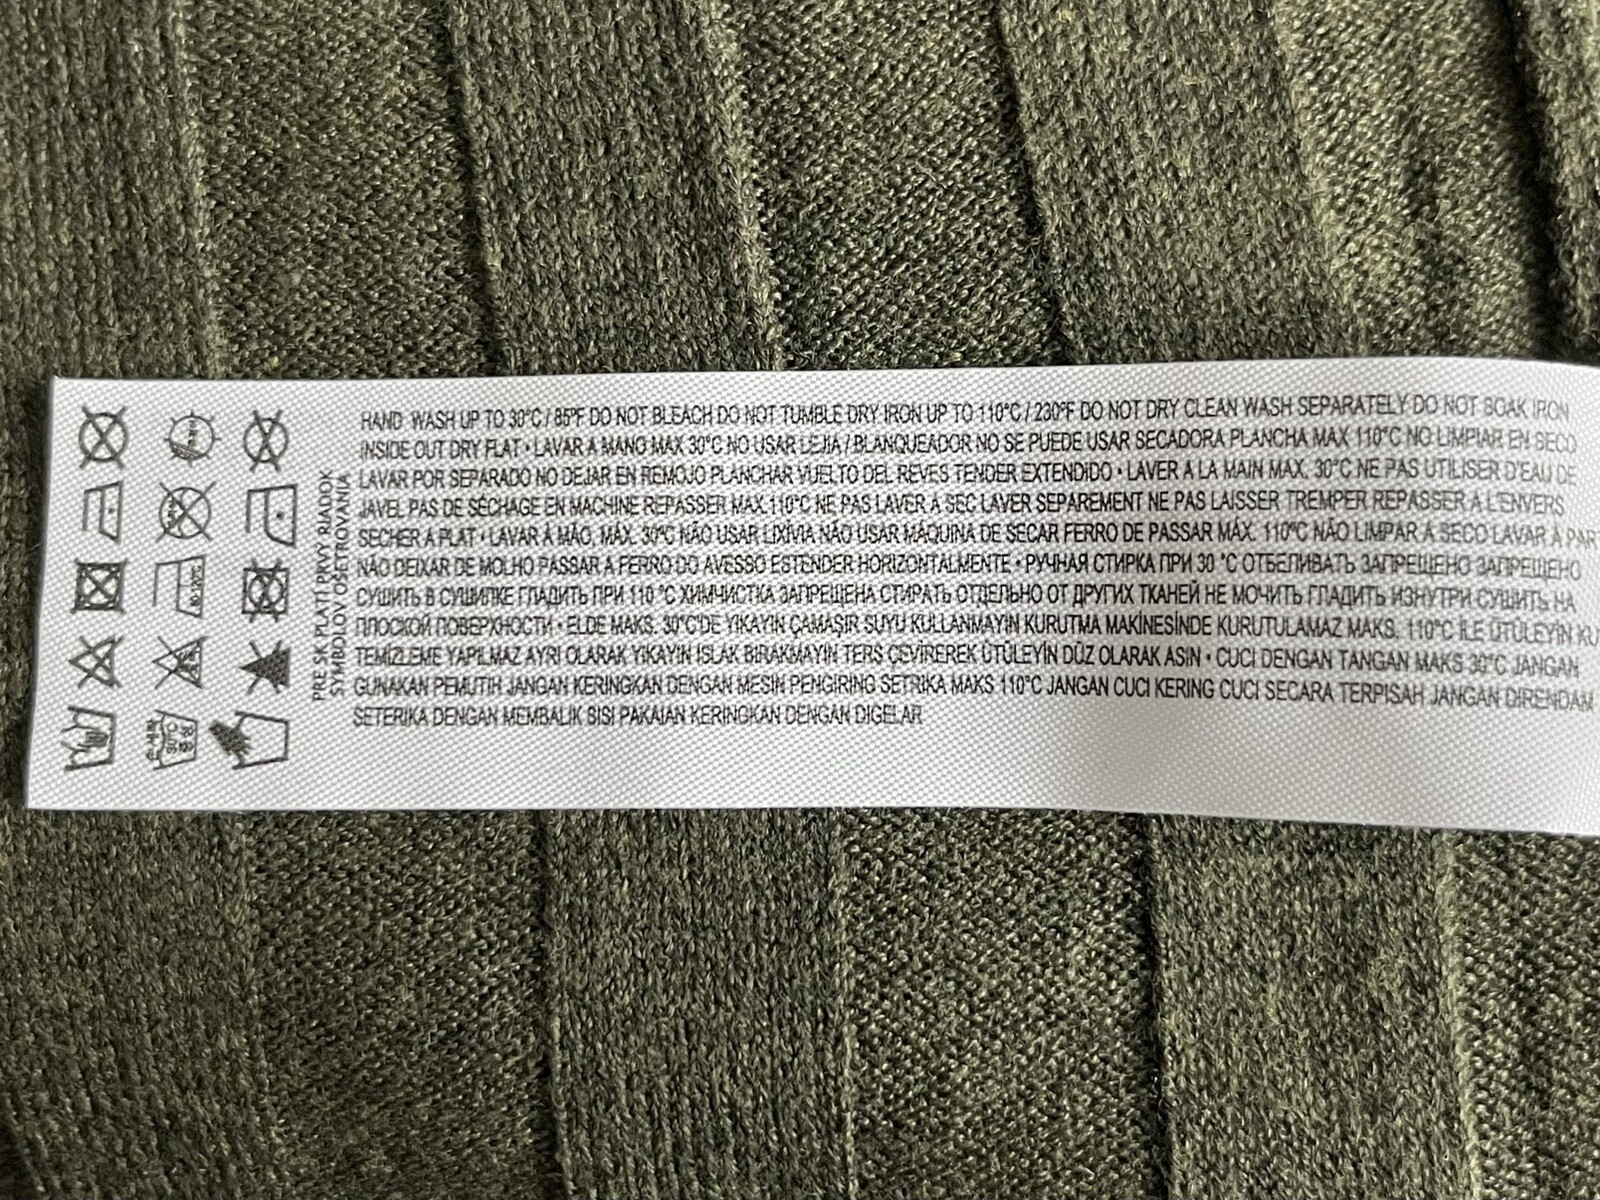 HAND WASH UP TO 30°C / 85°F DO NOT BLEACH DO NOT TUMBLE DRY IRON UP TO 110°C / 230°F DO NOT DRY CLEAN WASH SEPARATELY DO NOT SOAK IRON
INSIDE OUT DRY FLAT • LAVAR A MANO MAX 30°C NO USAR LEJIA / BLANQUEADOR NO SE PUEDE USAR SECADORA PLANCHA MAX 110°C NO LIMPIAR EN SECO
LAVAR POR SEPARADO NO DEJAR EN REMOJO PLANCHAR VUELTO DEL REVES TENDER EXTENDIDO • LAVER A LA MAIN MAX. 30°C NE PAS UTILISER D'EAU DE
JAVEL PAS DE SÉCHAGE EN MACHINE REPASSER MAX.110°C NE PAS LAVER A SEC LAVER SEPAREMENT NE PAS LAISSER TREMPER REPASSER A L'ENVERS
SECHER A PLAT • LAVAR À MÃO, MÁX. 30°C NÃO USAR LIXÍVIA NÃO USAR MÁQUINA DE SECAR FERRO DE PASSAR MÁX. 110°C NÃO LIMPAR A SECO LAVAR À PAR
NÃO DEIXAR DE MOLHO PASSAR A FERRO DO AVESSO ESTENDER HORIZONTALMENTE • РУЧНАЯ СТИРКА ПРИ 30 °C ОТБЕЛИВАТЬ ЗАПРЕЩЕНО ЗАПРЕЩЕНО
СУШИТЬ В СУШИЛКЕ ГЛАДИТЬ ПРИ 110 °C ХИМЧИСТКА ЗАПРЕЩЕНА СТИРАТЬ ОТДЕЛЬНО ОТ ДРУГИХ ТКАНЕЙ НЕ МОЧИТЬ ГЛАДИТЬ ИЗНУТРИ СУШИТЬ НА
ПЛОСКОЙ ПОВЕРХНОСТИ • ELDE MAKS. 30°C'DE YIKAYIN ÇAMAŞIR SUYU KULLANMAYIN KURUTMA MAKİNESİNDE KURUTULAMAZ MAKS. 110°C İLE ÜTÜLEYİN KU
TEMİZLEME YAPILMAZ AYRI OLARAK YIKAYIN ISLAK BIRAKMAYIN TERS ÇEVİREREK ÜTÜLEYİN DÜZ OLARAK ASIN • CUCI DENGAN TANGAN MAKS 30°C JANGAN
GUNAKAN PEMUTIH JANGAN KERINGKAN DENGAN MESIN PENGIRING SETRIKA MAKS 110°C JANGAN CUCI KERING CUCI SECARA TERPISAH JANGAN DIRENDAM
SETERIKA DENGAN MEMBALIK SISI PAKAIAN KERINGKAN DENGAN DIGELAR
PRE SK PLATI PRVY RIADOK
SYMBOLOV OŠETROVANIA